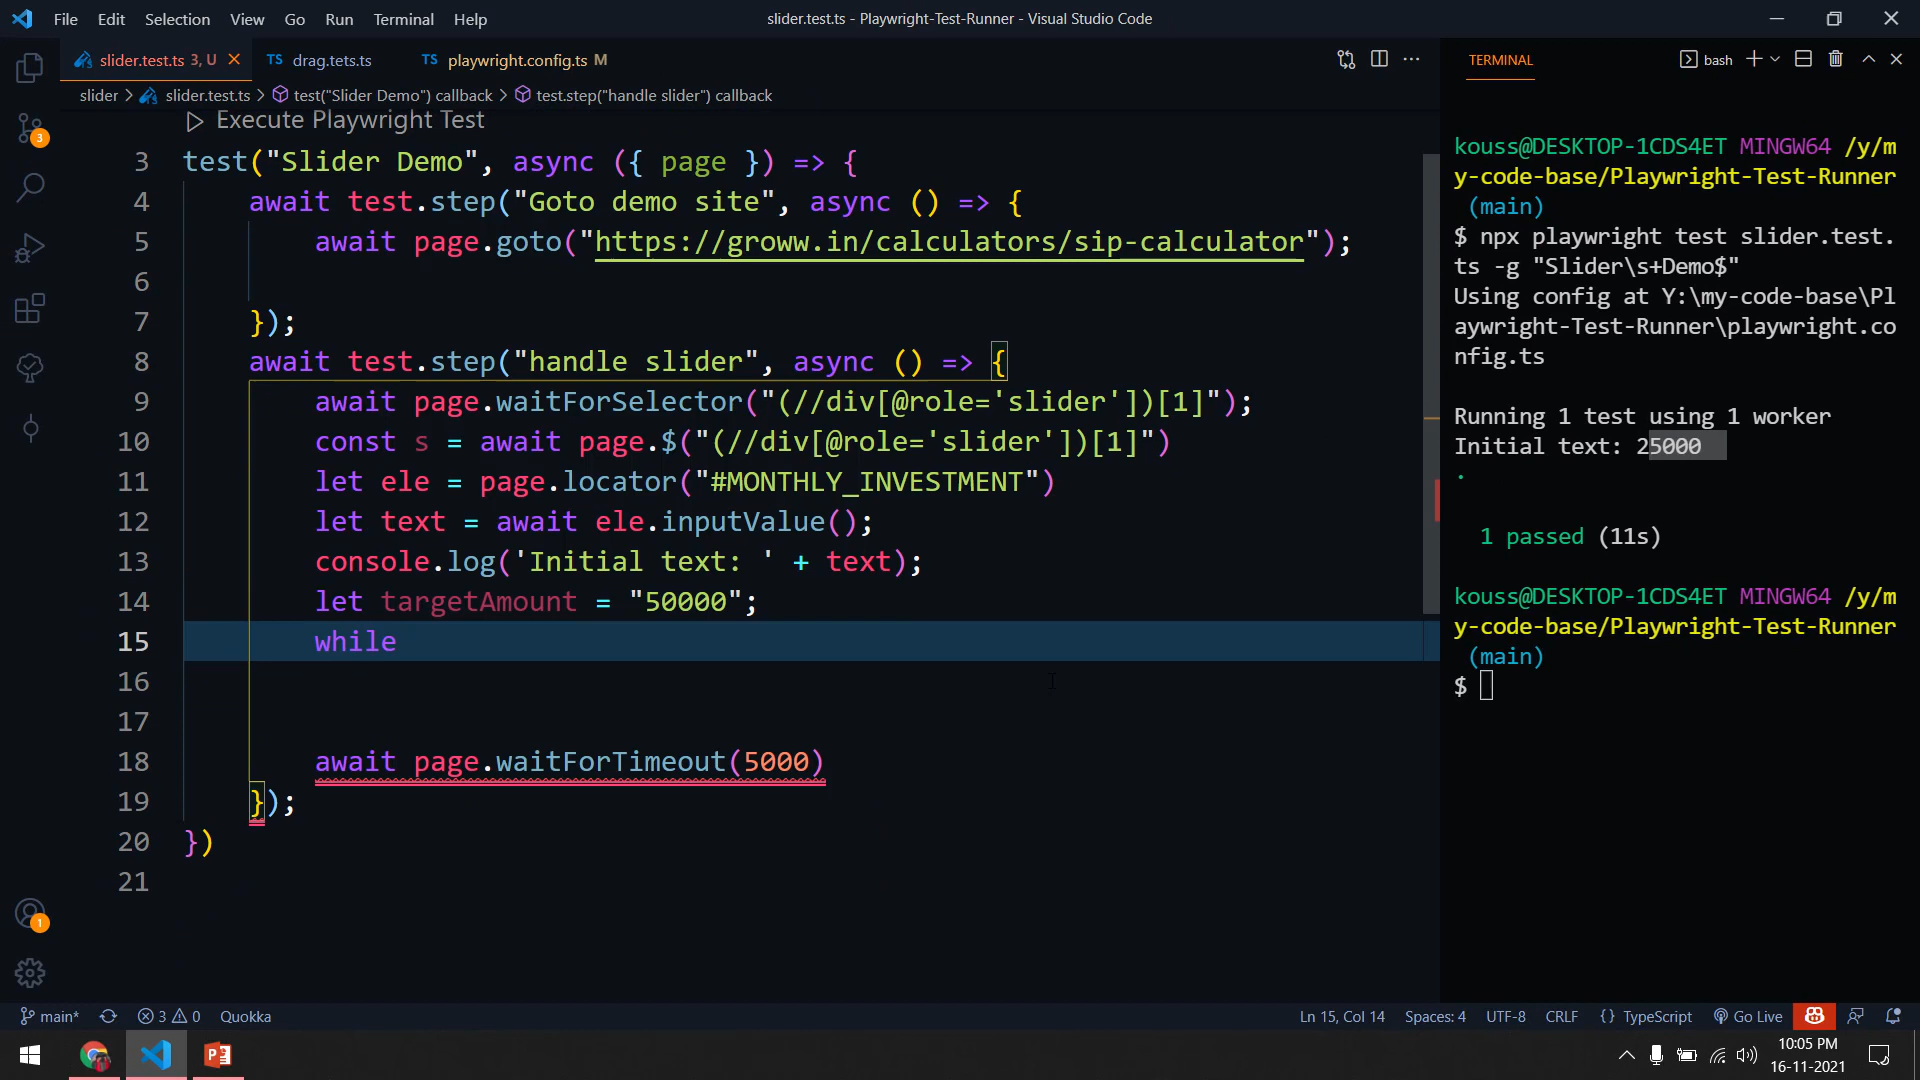 File Edit Selection View Go Run Terminal Help
slider.test.ts - Playwright-Test-Runner - Visual Studio Code
slider.test.ts 3, U
TS drag.tets.ts
TS playwright.config.ts M
slider > slider.test.ts > test("Slider Demo") callback > test.step("handle slider") callback
Execute Playwright Test
3 test("Slider Demo", async ({ page }) => {
4 await test.step("Goto demo site", async () => {
5 await page.goto("https://groww.in/calculators/sip-calculator");
6
7 });
8 await test.step("handle slider", async () => {
9 await page.waitForSelector("(//div[@role='slider'])[1]");
10 const s = await page.$("(//div[@role='slider'])[1]")
11 let ele = page.locator("#MONTHLY_INVESTMENT")
12 let text = await ele.inputValue();
13 console.log('Initial text: ' + text);
14 let targetAmount = "50000";
15 while
16
17
18 await page.waitForTimeout(5000)
19 });
20 })
21
TERMINAL
bash
kouss@DESKTOP-1CDS4ET MINGW64 /y/m
y-code-base/Playwright-Test-Runner
(main)
$ npx playwright test slider.test.
ts -g "Slider\s+Demo$"
Using config at Y:\my-code-base\Pl
aywright-Test-Runner\playwright.co
nfig.ts
Running 1 test using 1 worker
Initial text: 25000
.
1 passed (11s)
kouss@DESKTOP-1CDS4ET MINGW64 /y/m
y-code-base/Playwright-Test-Runner
(main)
$
3
1
main* 3 0 Quokka
Ln 15, Col 14 Spaces: 4 UTF-8 CRLF {} TypeScript Go Live
10:05 PM
16-11-2021